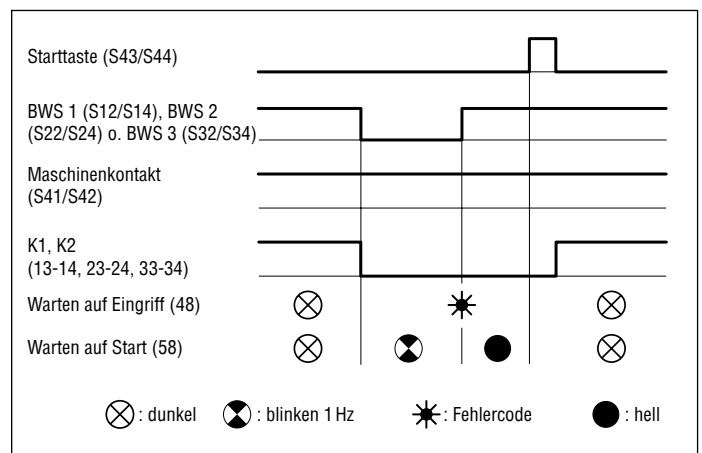 Starttaste (S43/S44)
BWS 1 (S12/S14), BWS 2
(S22/S24) o. BWS 3 (S32/S34)
Maschinenkontakt
(S41/S42)
K1, K2
(13-14, 23-24, 33-34)
Warten auf Eingriff (48)
Warten auf Start (58)
: dunkel : blinken 1 Hz : Fehlercode : hell